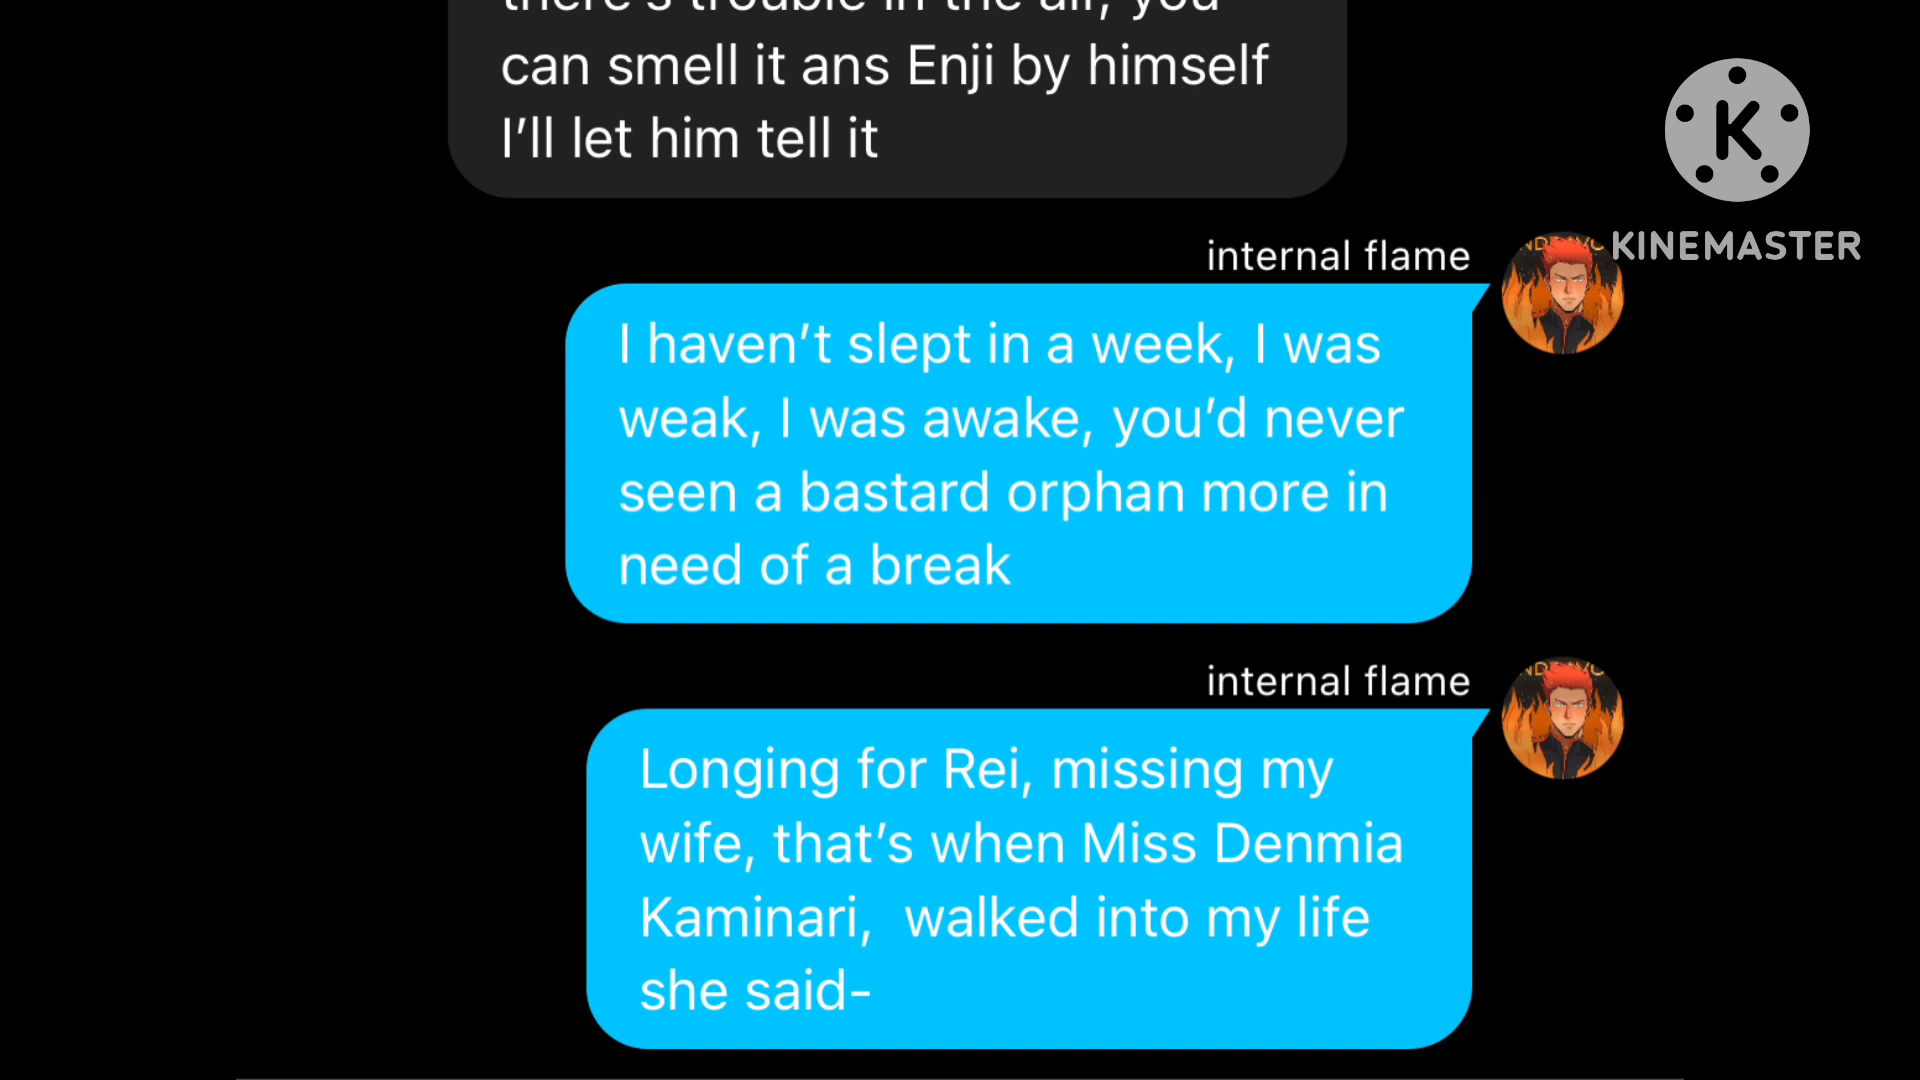 there's trouble in the air, you
can smell it ans Enji by himself
I'll let him tell it
internal flame
KINEMASTER
I haven't slept in a week, I was
weak, I was awake, you'd never
seen a bastard orphan more in
need of a break
internal flame
Longing for Rei, missing my
wife, that's when Miss Denmia
Kaminari,  walked into my life
she said-